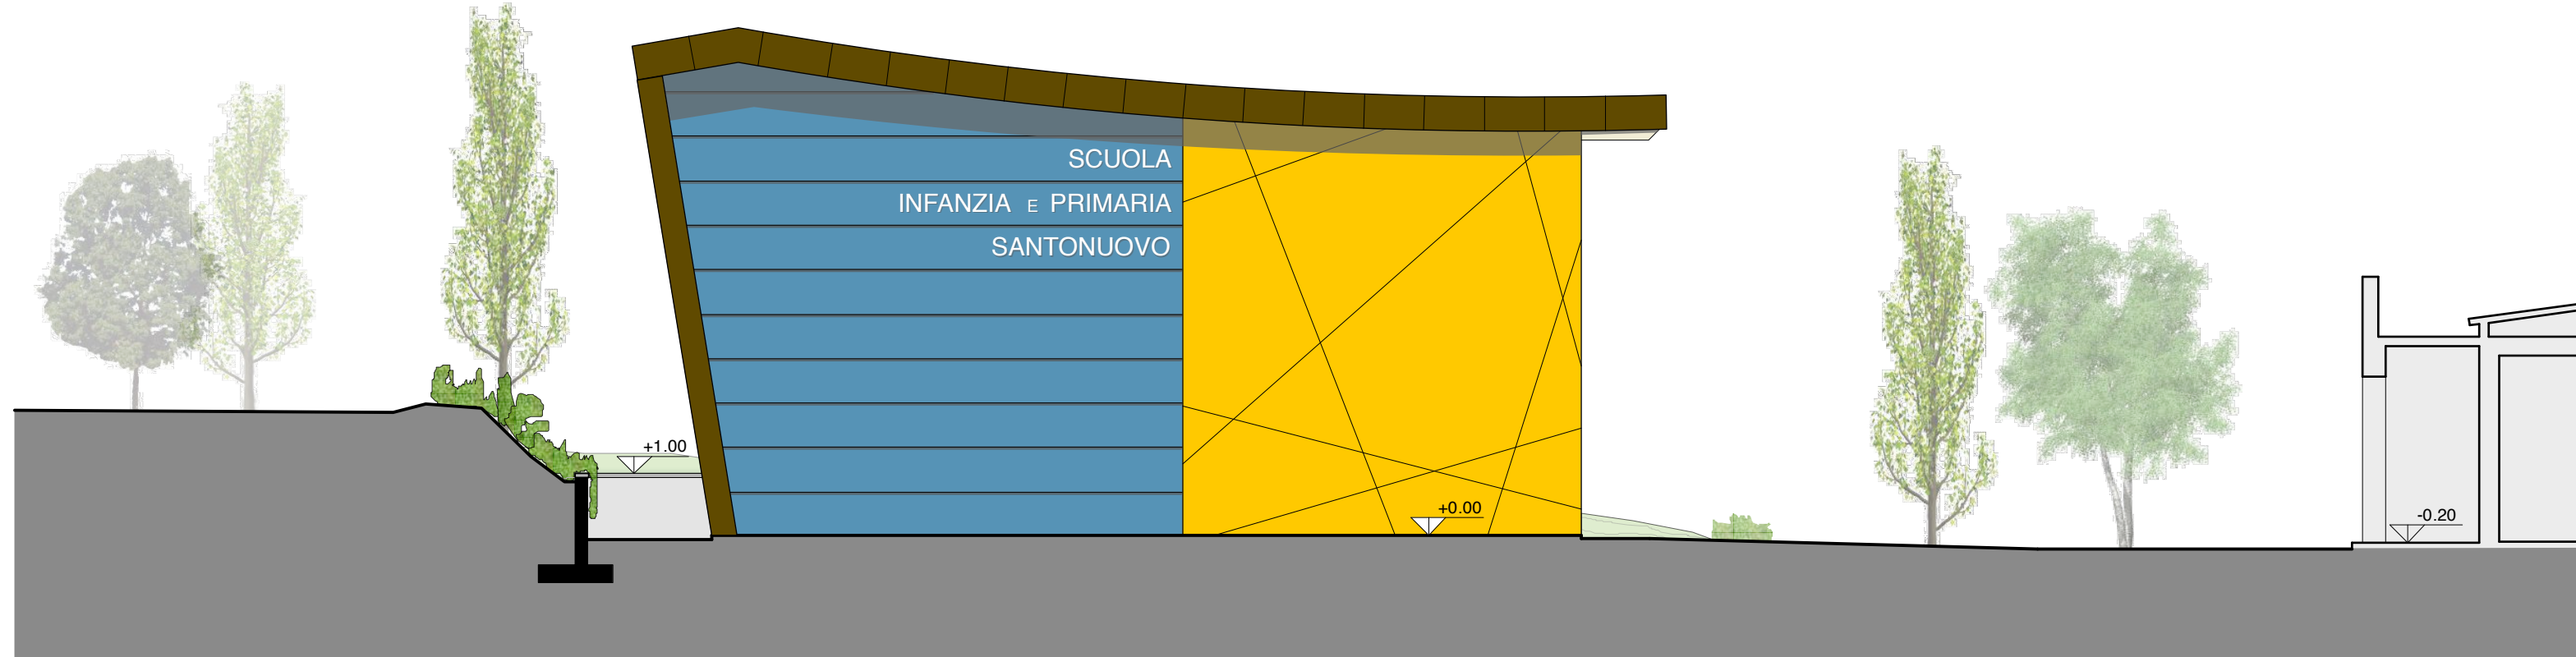 SCUOLA
INFANZIA E PRIMARIA
SANTONUOVO
+1.00
+0.00
-0.20